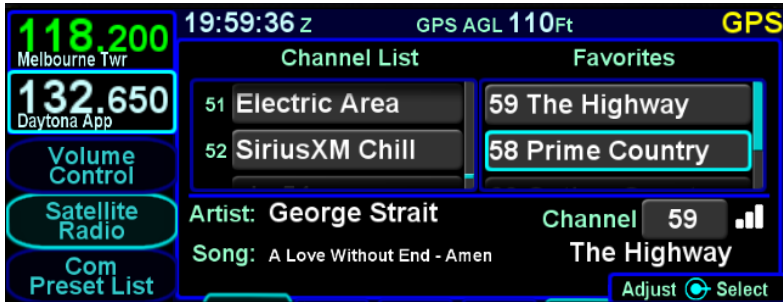 118.200
Melbourne Twr
132.650
Daytona App
Volume
Control
Satellite
Radio
Com
Preset List
19:59:36 Z GPS AGL 110Ft GPS
Channel List
51 Electric Area
52 SiriusXM Chill
Favorites
59 The Highway
58 Prime Country
Artist: George Strait
Song: A Love Without End - Amen
Channel 59
The Highway
Adjust Select